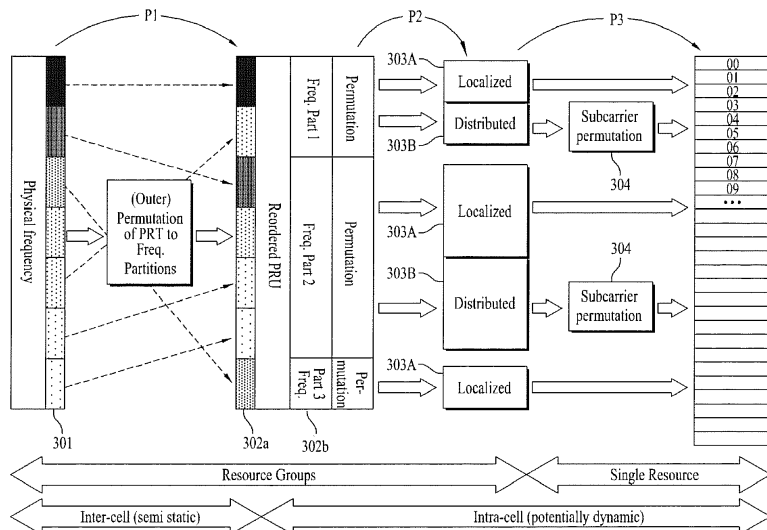 P1
P2
P3
Physical frequency
(Outer)
Permutation
of PRT to
Freq.
Partitions
Reordered PRU
Freq. Part 1
Permutation
Freq. Part 2
Permutation
Part 3
Freq.
Per-
mutation
303A
Localized
Distributed
303B
Subcarrier
permutation
304
303A
Localized
303B
Distributed
304
Subcarrier
permutation
303A
Localized
00
01
02
03
04
05
06
07
08
09
•••
301
302a
302b
Resource Groups
Single Resource
Inter-cell (semi static)
Intra-cell (potentially dynamic)